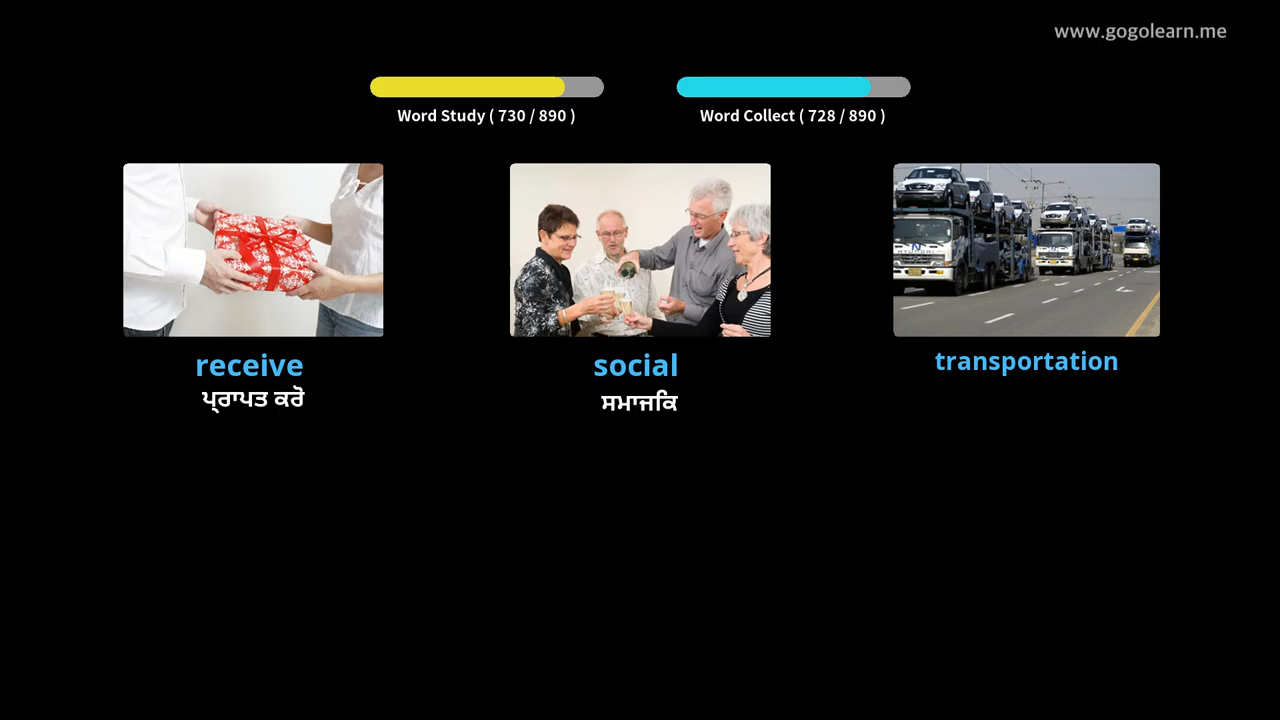 www.gogolearn.me
Word Study ( 730 / 890 )
Word Collect ( 728 / 890 )
receive
ਪ੍ਰਾਪਤ ਕਰੋ
social
ਸਮਾਜਕਿ
transportation